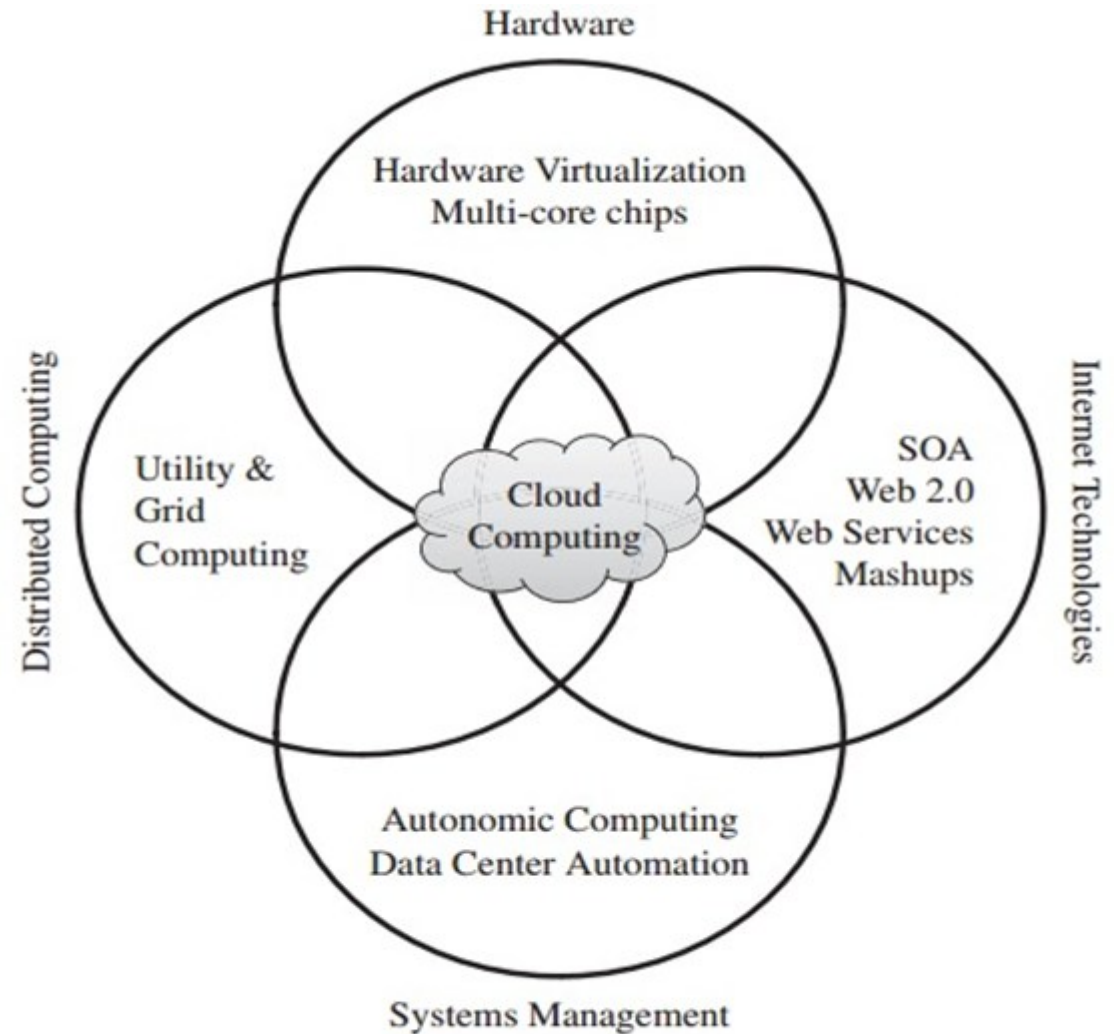 Hardware
Hardware Virtualization
Multi-core chips
Distributed Computing
Utility &
Grid
Computing
Cloud
Computing
SOA
Web 2.0
Web Services
Mashups
Internet Technologies
Autonomic Computing
Data Center Automation
Systems Management